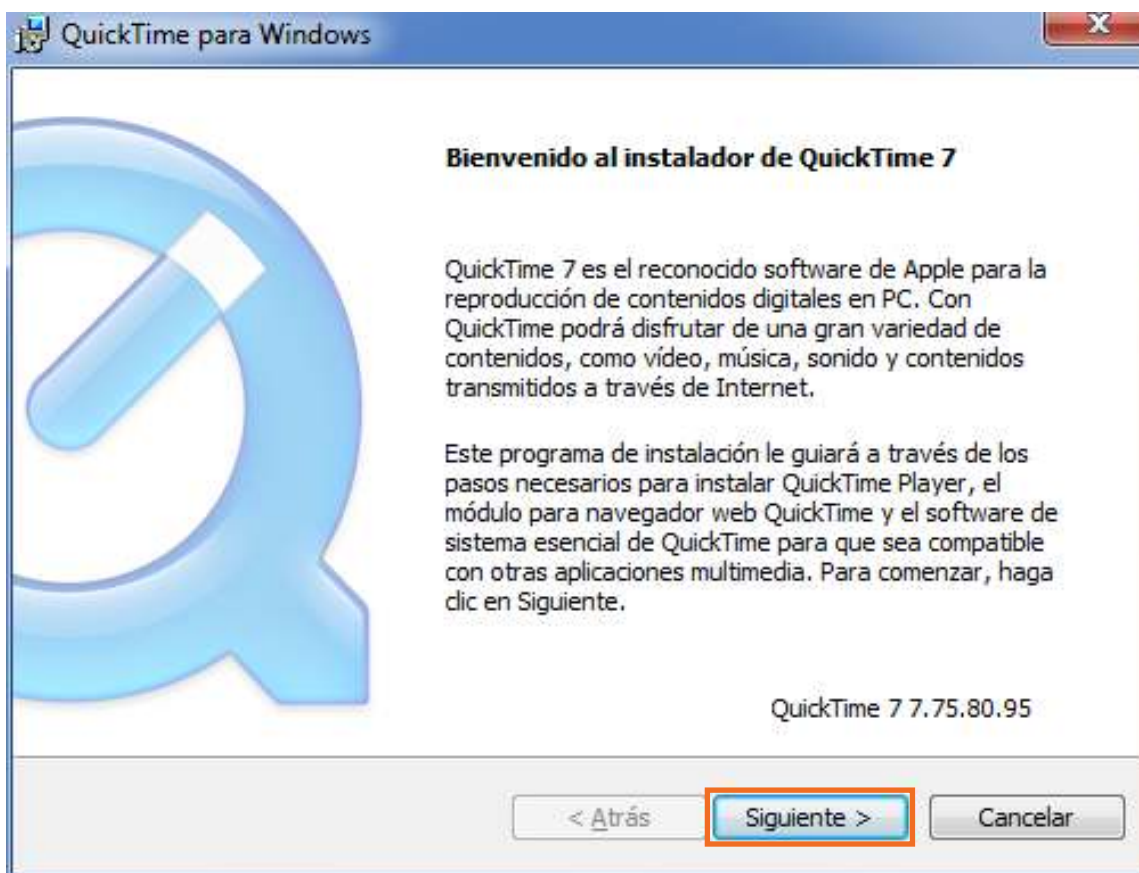 QuickTime para Windows
Bienvenido al instalador de QuickTime 7
QuickTime 7 es el reconocido software de Apple para la
reproducción de contenidos digitales en PC. Con
QuickTime podrá disfrutar de una gran variedad de
contenidos, como vídeo, música, sonido y contenidos
transmitidos a través de Internet.
Este programa de instalación le guiará a través de los
pasos necesarios para instalar QuickTime Player, el
módulo para navegador web QuickTime y el software de
sistema esencial de QuickTime para que sea compatible
con otras aplicaciones multimedia. Para comenzar, haga
clic en Siguiente.
QuickTime 7 7.75.80.95
< Atrás Siguiente > Cancelar